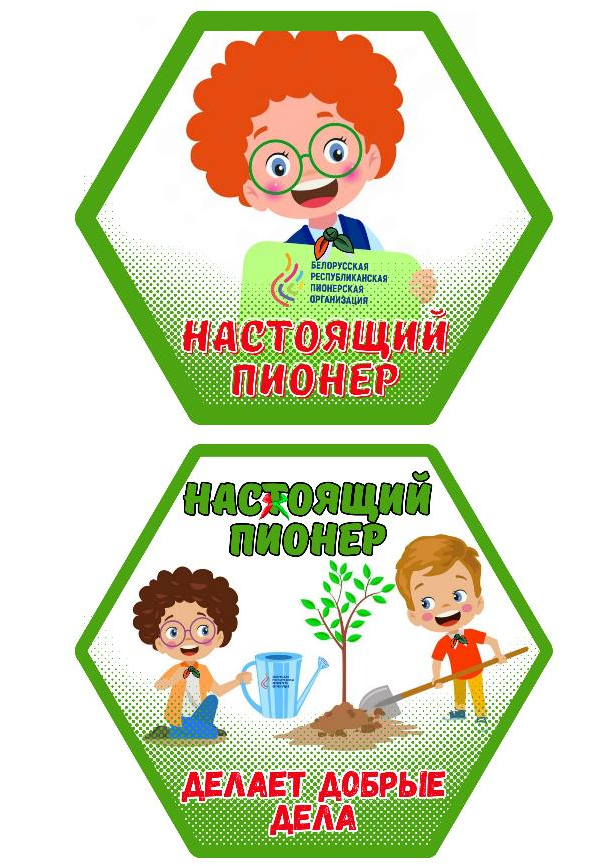 БЕЛОРУССКАЯ
РЕСПУБЛИКАНСКАЯ
ПИОНЕРСКАЯ
ОРГАНИЗАЦИЯ
НАСТОЯЩИЙ
ПИОНЕР
НАСТОЯЩИЙ
ПИОНЕР
ДЕЛАЕТ ДОБРЫЕ
ДЕЛА